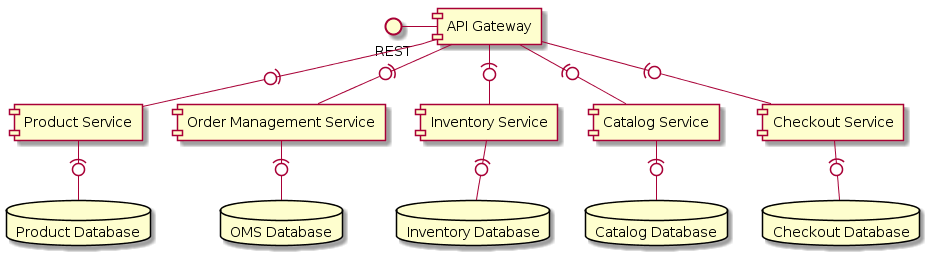 API Gateway
REST
Product Service
Order Management Service
Inventory Service
Catalog Service
Checkout Service
Product Database
OMS Database
Inventory Database
Catalog Database
Checkout Database